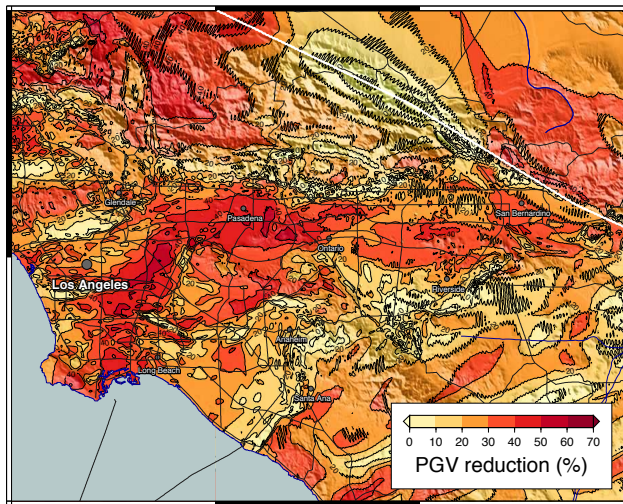 Glendale
Pasadena
San Bernardino
Ontario
Los Angeles
Riverside
Anaheim
Long Beach
Santa Ana
0 10 20 30 40 50 60 70
PGV reduction (%)